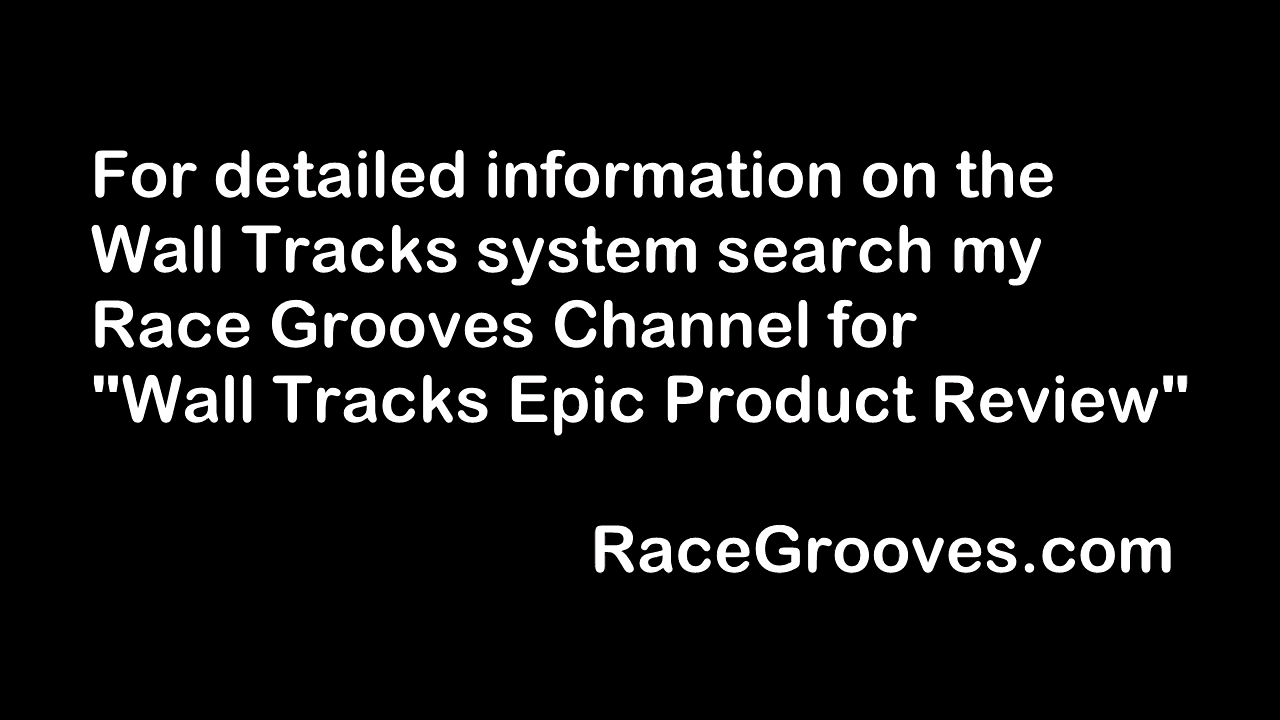 For detailed information on the
Wall Tracks system search my
Race Grooves Channel for
"Wall Tracks Epic Product Review"
RaceGrooves.com